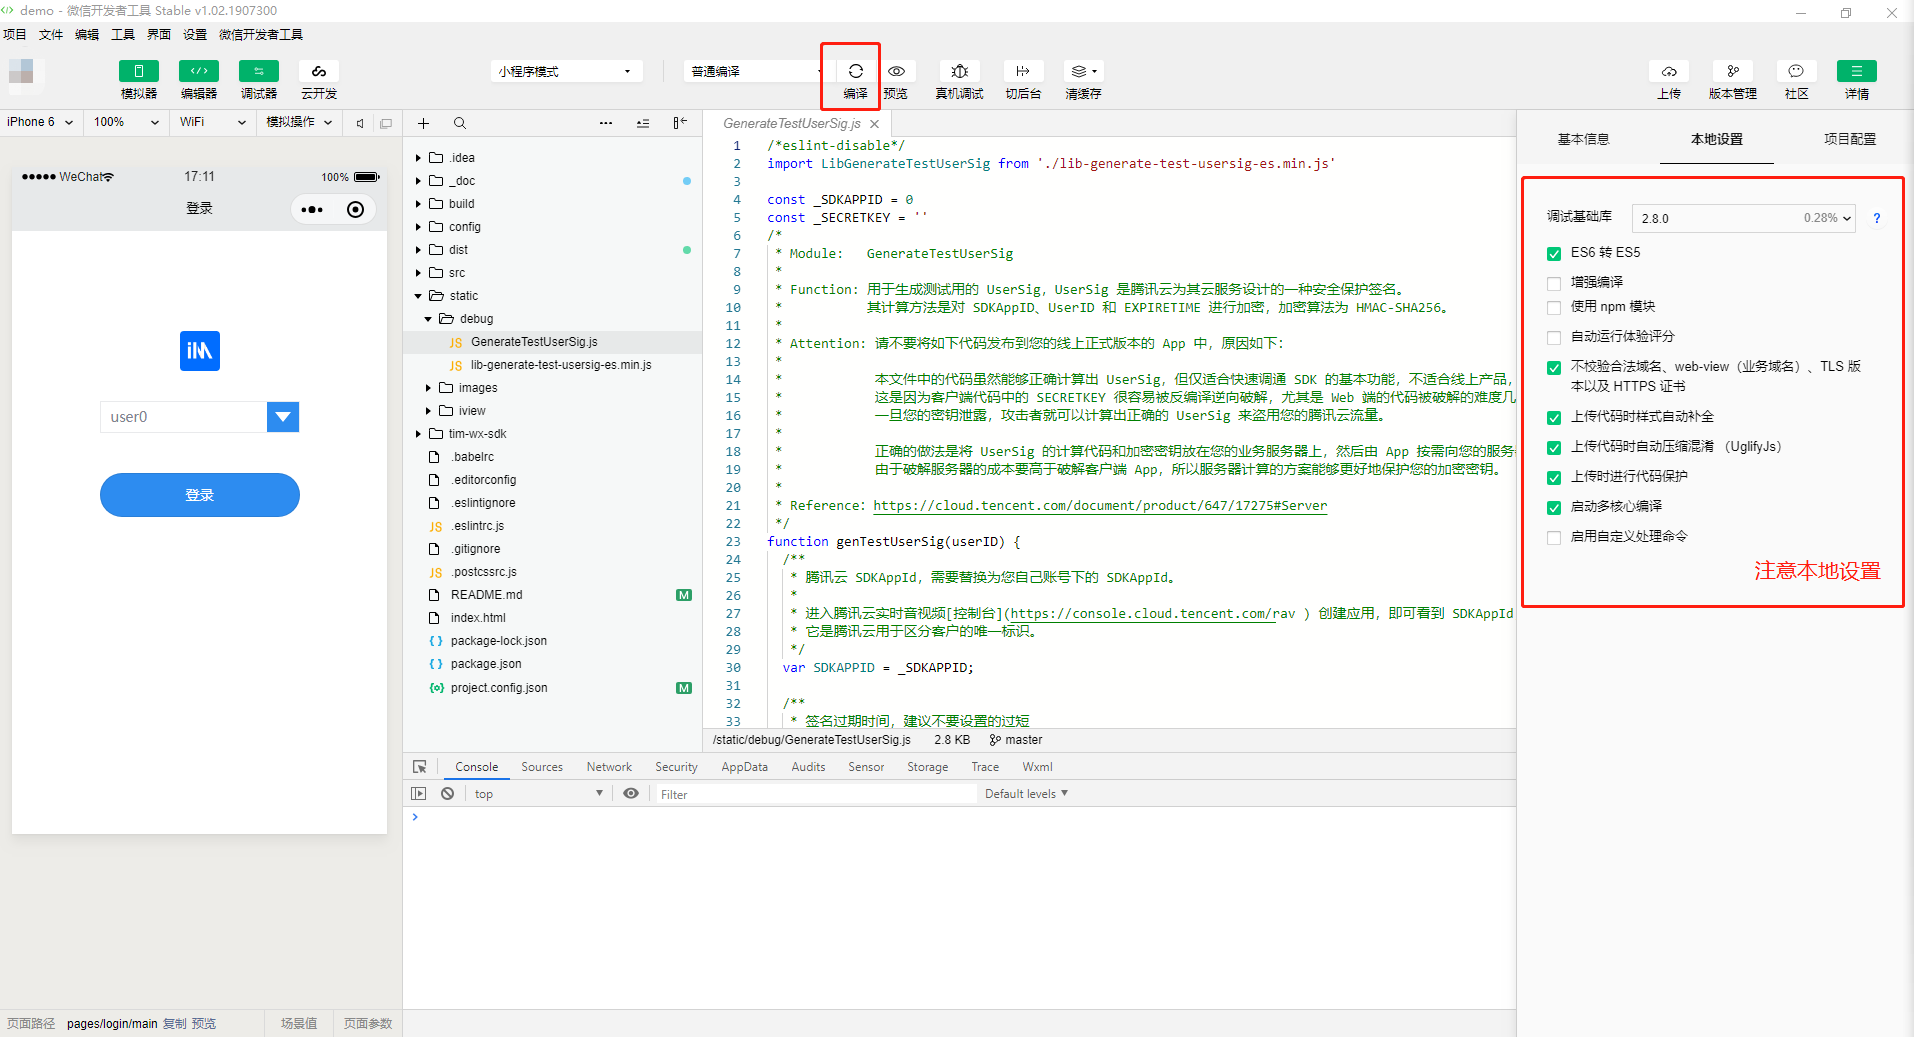 demo - 微信开发者工具 Stable v1.02.1907300
项目 文件 编辑 工具 界面 设置 微信开发者工具
模拟器 编辑器 调试器 云开发
小程序模式
普通编译
编译 预览 真机调试 切后台 清缓存
上传 版本管理 社区 详情
iPhone 6 100% WiFi 模拟操作
WeChat 17:11 100%
登录
iM
user0
登录
.idea
_doc
build
config
dist
src
static
debug
JS GenerateTestUserSig.js
JS lib-generate-test-usersig-es.min.js
images
iview
tim-wx-sdk
.babelrc
.editorconfig
.eslintignore
JS .eslintrc.js
.gitignore
JS .postcssrc.js
README.md M
index.html
{ } package-lock.json
{ } package.json
{o} project.config.json M
GenerateTestUserSig.js
1 /*eslint-disable*/
2 import LibGenerateTestUserSig from './lib-generate-test-usersig-es.min.js'
3
4 const _SDKAPPID = 0
5 const _SECRETKEY = ''
6 /*
7 * Module: GenerateTestUserSig
8 *
9 * Function: 用于生成测试用的 UserSig，UserSig 是腾讯云为其云服务设计的一种安全保护签名。
10 * 其计算方法是对 SDKAppID、UserID 和 EXPIRETIME 进行加密，加密算法为 HMAC-SHA256。
11 *
12 * Attention: 请不要将如下代码发布到您的线上正式版本的 App 中，原因如下：
13 *
14 * 本文件中的代码虽然能够正确计算出 UserSig，但仅适合快速调通 SDK 的基本功能，不适合线上产品，
15 * 这是因为客户端代码中的 SECRETKEY 很容易被反编译逆向破解，尤其是 Web 端的代码被破解的难度几
16 * 一旦您的密钥泄露，攻击者就可以计算出正确的 UserSig 来盗用您的腾讯云流量。
17 *
18 * 正确的做法是将 UserSig 的计算代码和加密密钥放在您的业务服务器上，然后由 App 按需向您的服务
19 * 由于破解服务器的成本要高于破解客户端 App，所以服务器计算的方案能够更好地保护您的加密密钥。
20 *
21 * Reference：https://cloud.tencent.com/document/product/647/17275#Server
22 */
23 function genTestUserSig(userID) {
24 /**
25 * 腾讯云 SDKAppId，需要替换为您自己账号下的 SDKAppId。
26 *
27 * 进入腾讯云实时音视频[控制台](https://console.cloud.tencent.com/rav ) 创建应用，即可看到 SDKAppId
28 * 它是腾讯云用于区分客户的唯一标识。
29 */
30 var SDKAPPID = _SDKAPPID;
31
32 /**
33 * 签名过期时间，建议不要设置的过短
/static/debug/GenerateTestUserSig.js 2.8 KB master
Console Sources Network Security AppData Audits Sensor Storage Trace Wxml
top Filter Default levels
页面路径 pages/login/main 复制 预览 场景值 页面参数
基本信息 本地设置 项目配置
调试基础库 2.8.0 0.28% ?
ES6 转 ES5
增强编译
使用 npm 模块
自动运行体验评分
不校验合法域名、web-view（业务域名）、TLS 版
本以及 HTTPS 证书
上传代码时样式自动补全
上传代码时自动压缩混淆 （UglifyJs）
上传时进行代码保护
启动多核心编译
启用自定义处理命令
注意本地设置